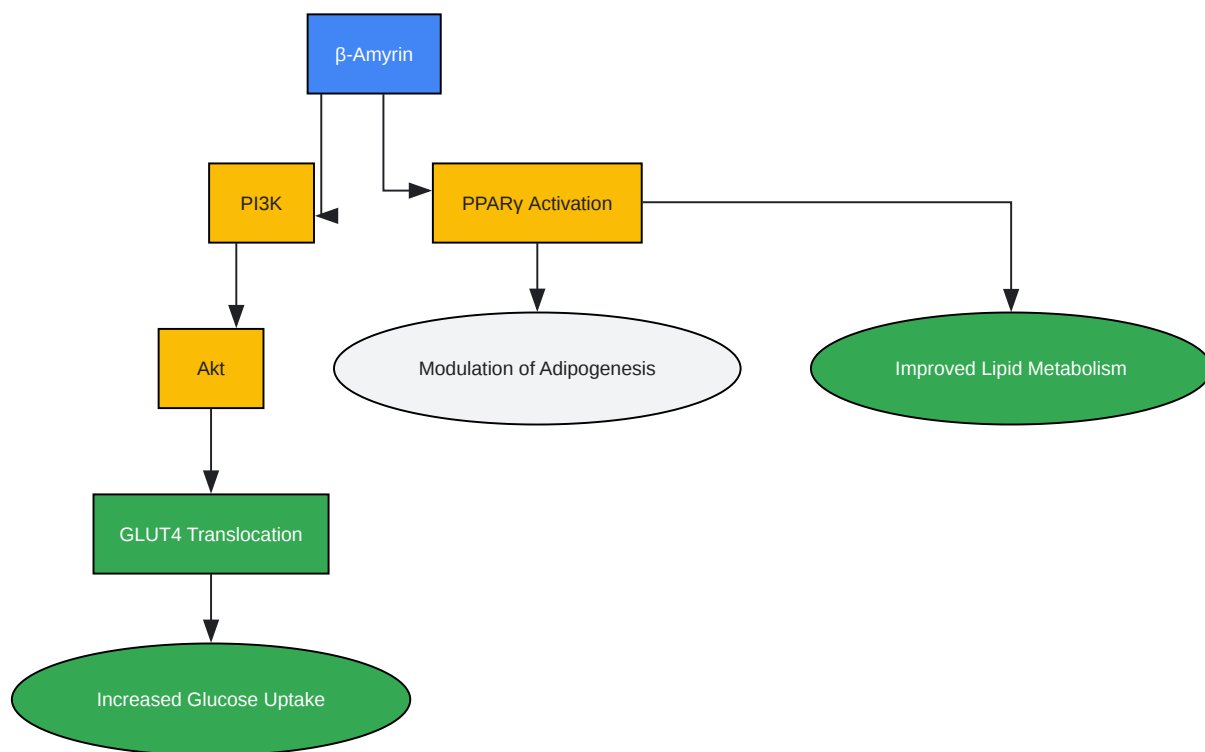 β-Amyrin
PI3K
PPARγ Activation
Akt
Modulation of Adipogenesis
Improved Lipid Metabolism
GLUT4 Translocation
Increased Glucose Uptake